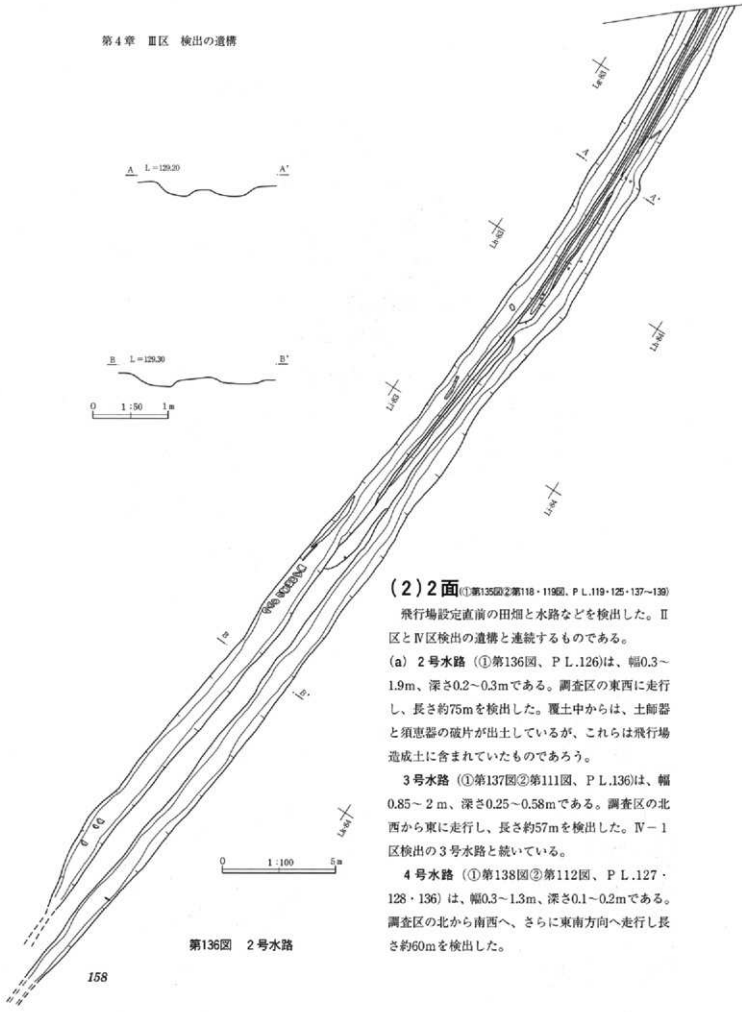 第4章 Ⅲ区 検出の遺構
A L=129.20 A'
B L=129.30 B'
0 1:50 1m
Lg-83
A
A'
Lh-83
Lh-84
Li-83
Li-84
B
B'
Lk-84
(2)2面(①第135図②第118・119図、PL.119・125・137~139)
飛行場設定直前の田畑と水路などを検出した。Ⅱ
区とⅣ区検出の遺構と連続するものである。
(a) 2号水路(①第136図、PL.126)は、幅0.3~
1.9m、深さ0.2~0.3mである。調査区の東西に走行
し、長さ約75mを検出した。覆土中からは、土師器
と須恵器の破片が出土しているが、これらは飛行場
造成土に含まれていたものであろう。
3号水路(①第137図②第111図、PL.136)は、幅
0.85~2m、深さ0.25~0.58mである。調査区の北
西から東に走行し、長さ約57mを検出した。Ⅳ-1
区検出の3号水路と続いている。
4号水路(①第138図②第112図、PL.127・
128・136)は、幅0.3~1.3m、深さ0.1~0.2mである。
調査区の北から南西へ、さらに東南方向へ走行し長
さ約60mを検出した。
0 1:100 5m
第136図 2号水路
158